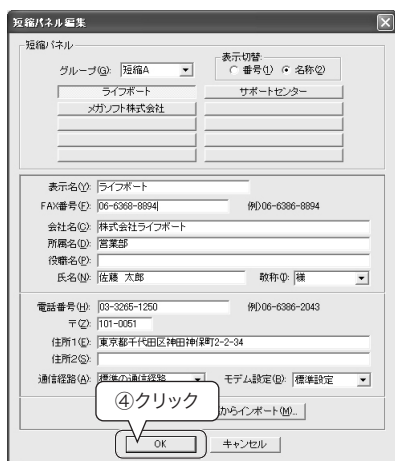 短縮パネル編集
短縮パネル
グループ(G): 短縮A
表示切替:
番号(1) 名称(2)
ライフボート サポートセンター
メガソフト株式会社
表示名(Y): ライフボート
FAX番号(F): 06-6368-8894 例)06-6386-8894
会社名(C): 株式会社ライフボート
所属名(D): 営業部
役職名(P):
氏名(N): 佐藤 太郎 敬称(I): 様
電話番号(H): 03-3265-1250 例)06-6386-2043
〒(Z): 101-0051
住所1(E): 東京都千代田区神田神保町2-2-34
住所2(S):
通信経路(A): 標準の通信経路 モデム設定(B): 標準設定
④クリック
からインポート(M)...
OK キャンセル